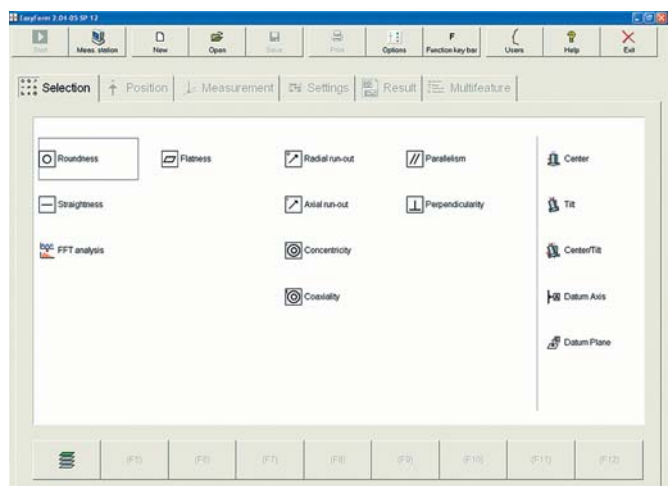 EasyForm 2.04-05 SP 12
Start Meas. station New Open Save Print Options Function key bar Users Help Exit
Selection Position Measurement Settings Result Multifeature
Roundness Flatness Radial run-out Parallelism Center
Straightness Axial run-out Perpendicularity Tilt
FFT analysis Concentricity Center/Tilt
Coaxiality Datum Axis
Datum Plane
(F5) (F6) (F7) (F8) (F9) (F10) (F11) (F12)